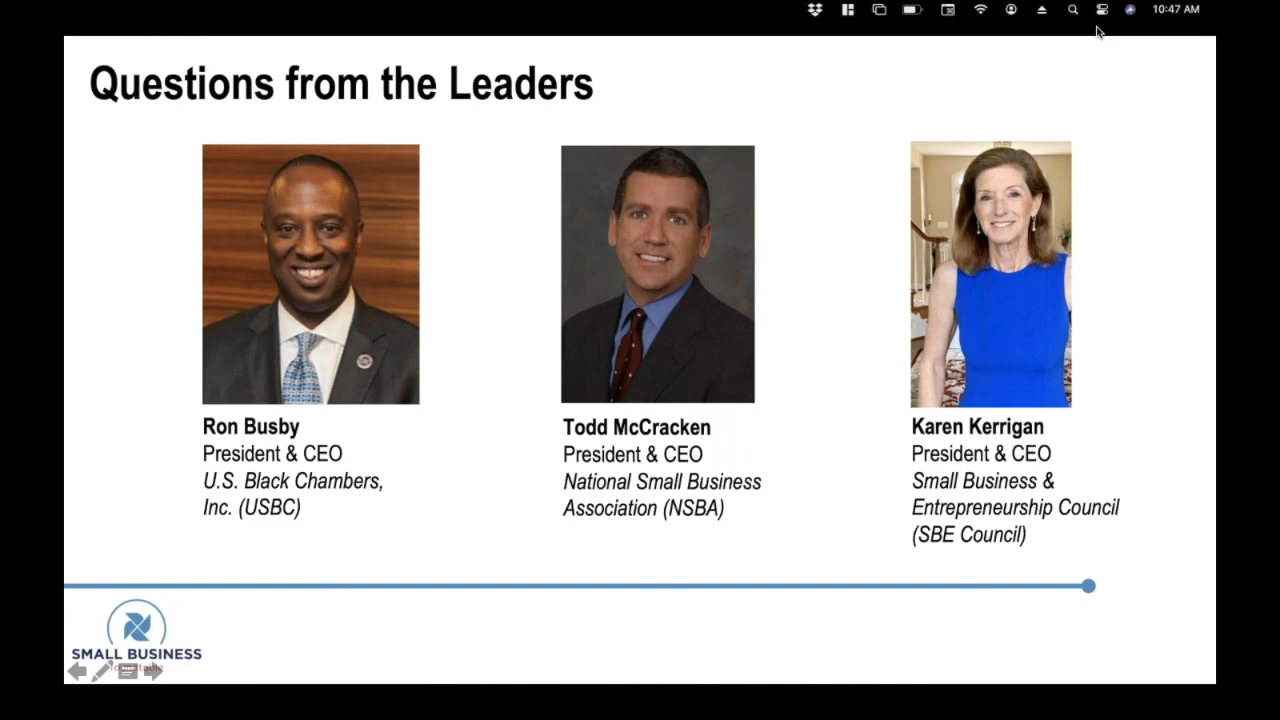 10:47 AM
Questions from the Leaders
Ron Busby
President & CEO
U.S. Black Chambers,
Inc. (USBC)
Todd McCracken
President & CEO
National Small Business
Association (NSBA)
Karen Kerrigan
President & CEO
Small Business &
Entrepreneurship Council
(SBE Council)
SMALL BUSINESS